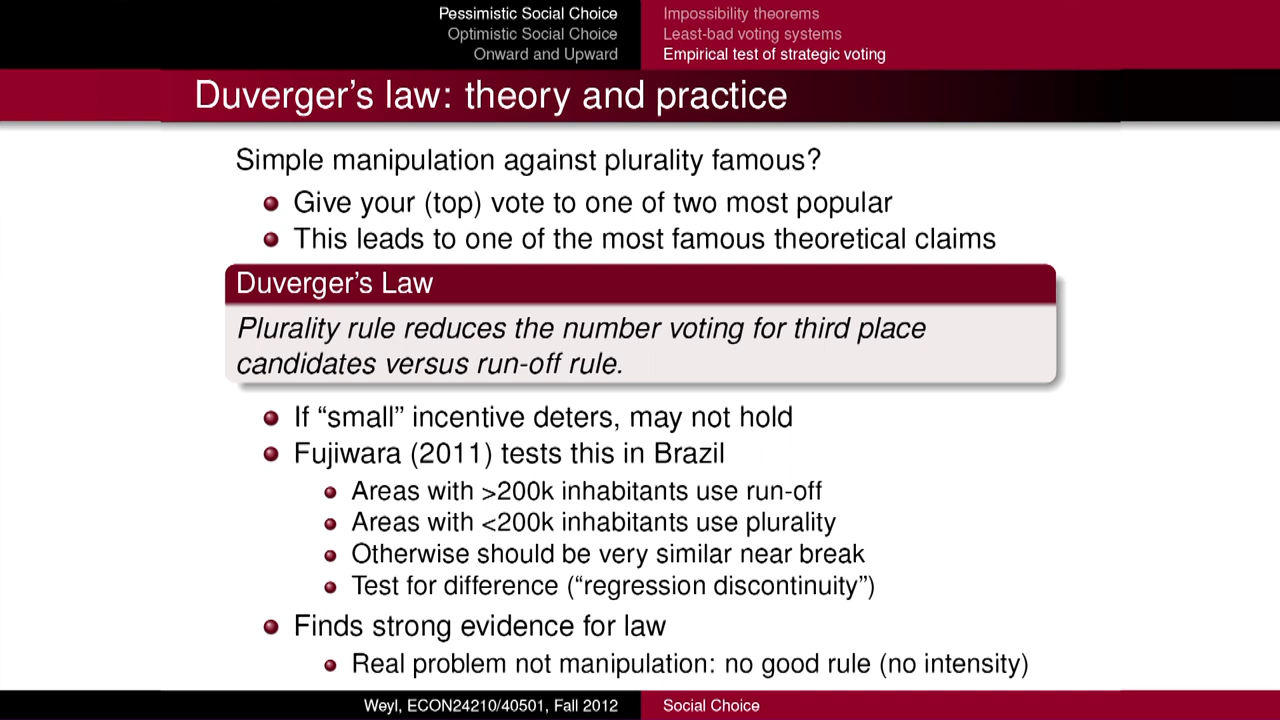 Pessimistic Social Choice
Optimistic Social Choice
Onward and Upward
Impossibility theorems
Least-bad voting systems
Empirical test of strategic voting
Duverger's law: theory and practice
Simple manipulation against plurality famous?
Give your (top) vote to one of two most popular
This leads to one of the most famous theoretical claims
Duverger's Law
Plurality rule reduces the number voting for third place
candidates versus run-off rule.
If “small” incentive deters, may not hold
Fujiwara (2011) tests this in Brazil
Areas with >200k inhabitants use run-off
Areas with <200k inhabitants use plurality
Otherwise should be very similar near break
Test for difference (“regression discontinuity”)
Finds strong evidence for law
Real problem not manipulation: no good rule (no intensity)
Weyl, ECON24210/40501, Fall 2012
Social Choice